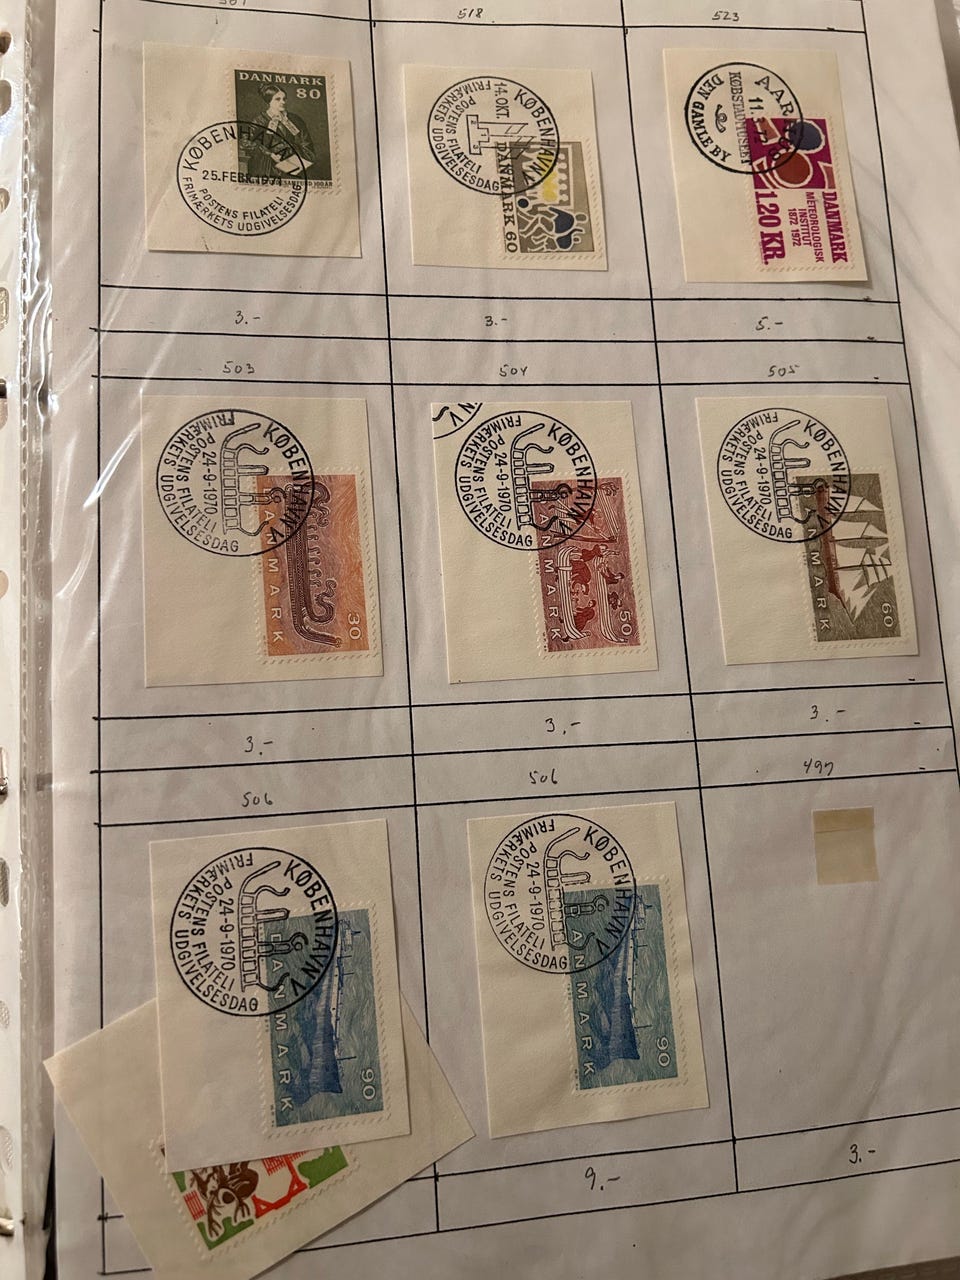 501
518
523
DANMARK
80
KØBENHAVN V
25.FEBR.1971
POSTENS FILATELI
FRIMÆRKETS UDGIVELSESDAG
KØBENHAVN V
14. OKT.
POSTENS FILATELI
FRIMÆRKETS UDGIVELSESDAG
DANMARK 60
AARHUS
11.
KØBSTADMUSEET
DEN GAMLE BY
DANMARK
METEOROLOGISK
INSTITUT
1872 1972
1.20 KR.
3.-
3.-
5.-
503
504
505
KØBENHAVN V
24-9-1970
POSTENS FILATELI
FRIMÆRKETS UDGIVELSESDAG
DANMARK
30
N V
KØBENHAVN V
24-9-1970
POSTENS FILATELI
FRIMÆRKETS UDGIVELSESDAG
DANMARK
50
KØBENHAVN V
24-9-1970
POSTENS FILATELI
FRIMÆRKETS UDGIVELSESDAG
DANMARK
60
3.-
3.-
3.-
506
506
497
KØBENHAVN V
24-9-1970
POSTENS FILATELI
FRIMÆRKETS UDGIVELSESDAG
DANMARK
90
KØBENHAVN V
24-9-1970
POSTENS FILATELI
FRIMÆRKETS UDGIVELSESDAG
DANMARK
90
9.-
3.-